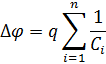 Δφ = q ∑_{i=1}^{n} 1/C_i